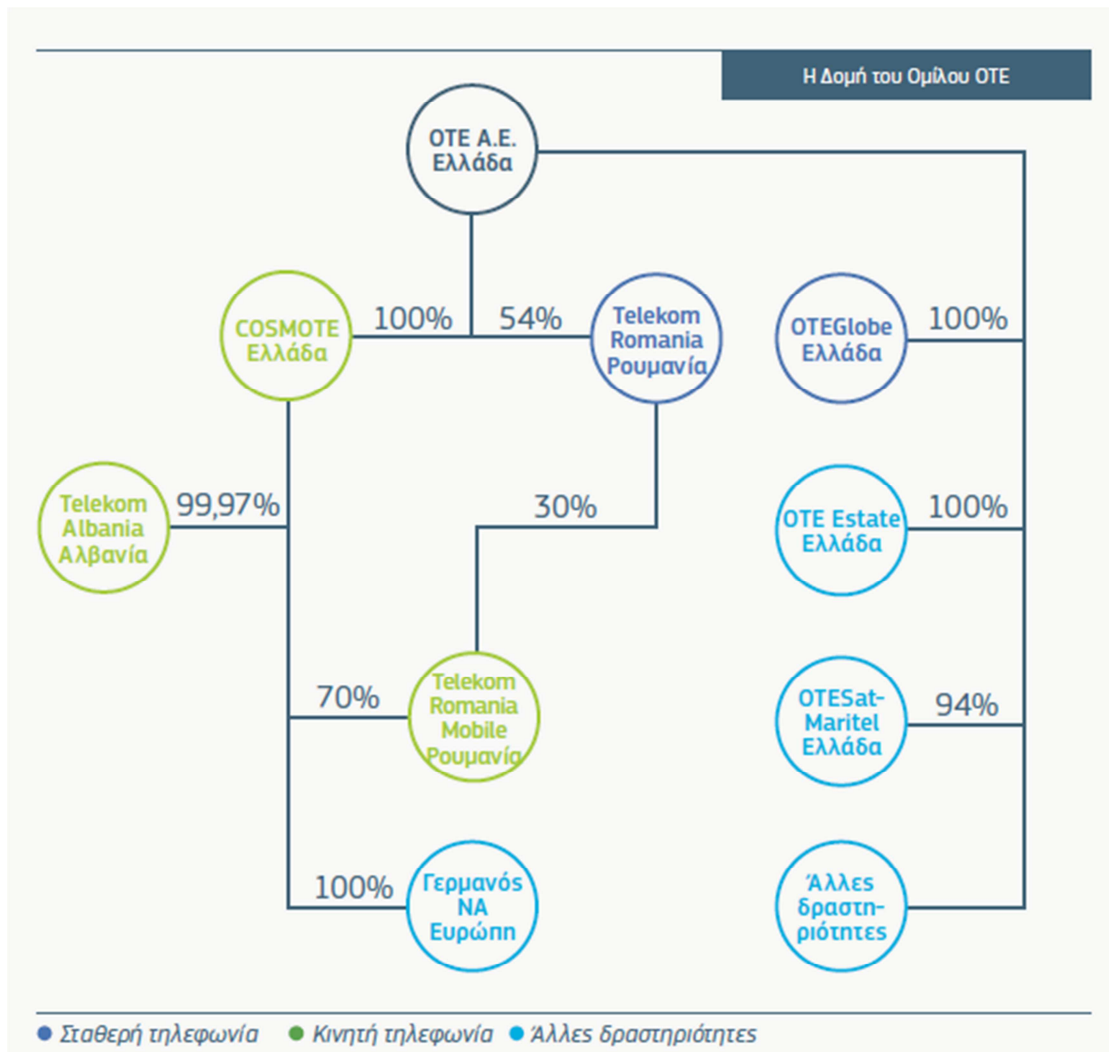 Η Δομή του Ομίλου ΟΤΕ
ΟΤΕ Α.Ε.
Ελλάδα
COSMOTE
Ελλάδα
100%
54%
Telekom
Romania
Ρουμανία
OTEGlobe
Ελλάδα
100%
Telekom
Albania
Αλβανία
99,97%
30%
OTE Estate
Ελλάδα
100%
70%
Telekom
Romania
Mobile
Ρουμανία
OTESat-
Maritel
Ελλάδα
94%
100%
Γερμανός
ΝΑ
Ευρώπη
Άλλες
δραστη-
ριότητες
Σταθερή τηλεφωνία Κινητή τηλεφωνία Άλλες δραστηριότητες